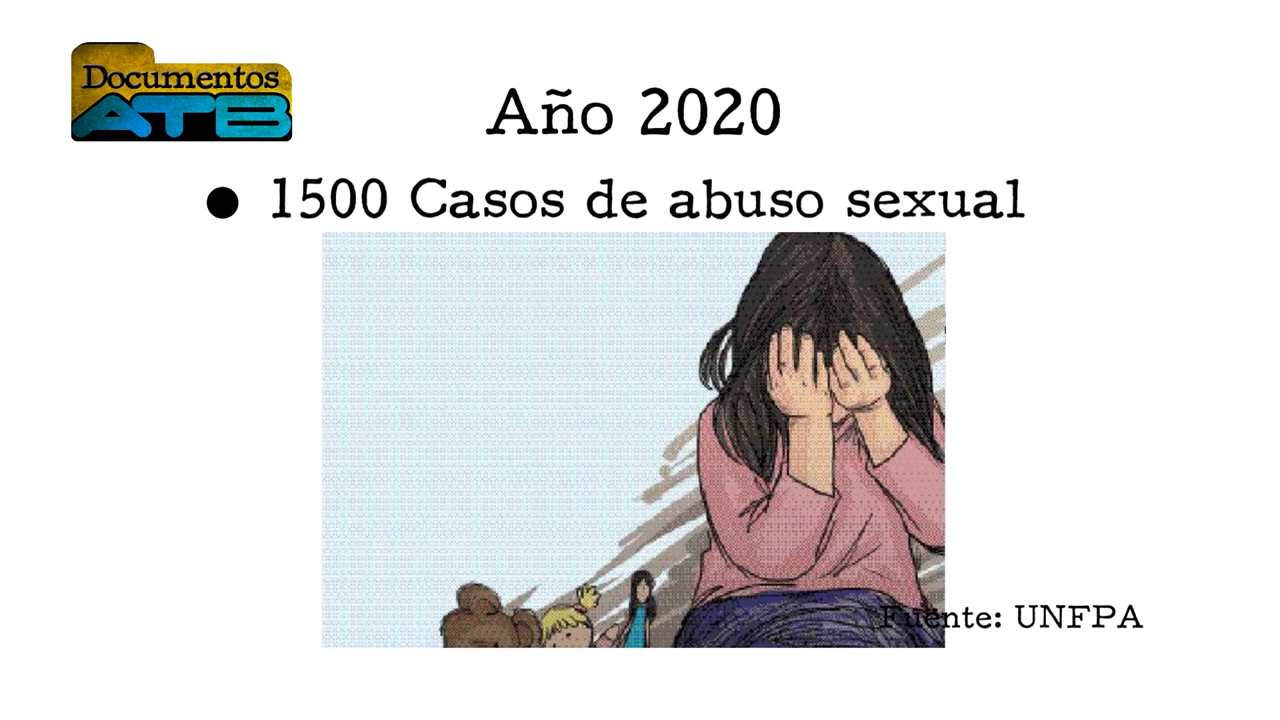 Documentos
ATB
Año 2020
● 1500 Casos de abuso sexual
Fuente: UNFPA